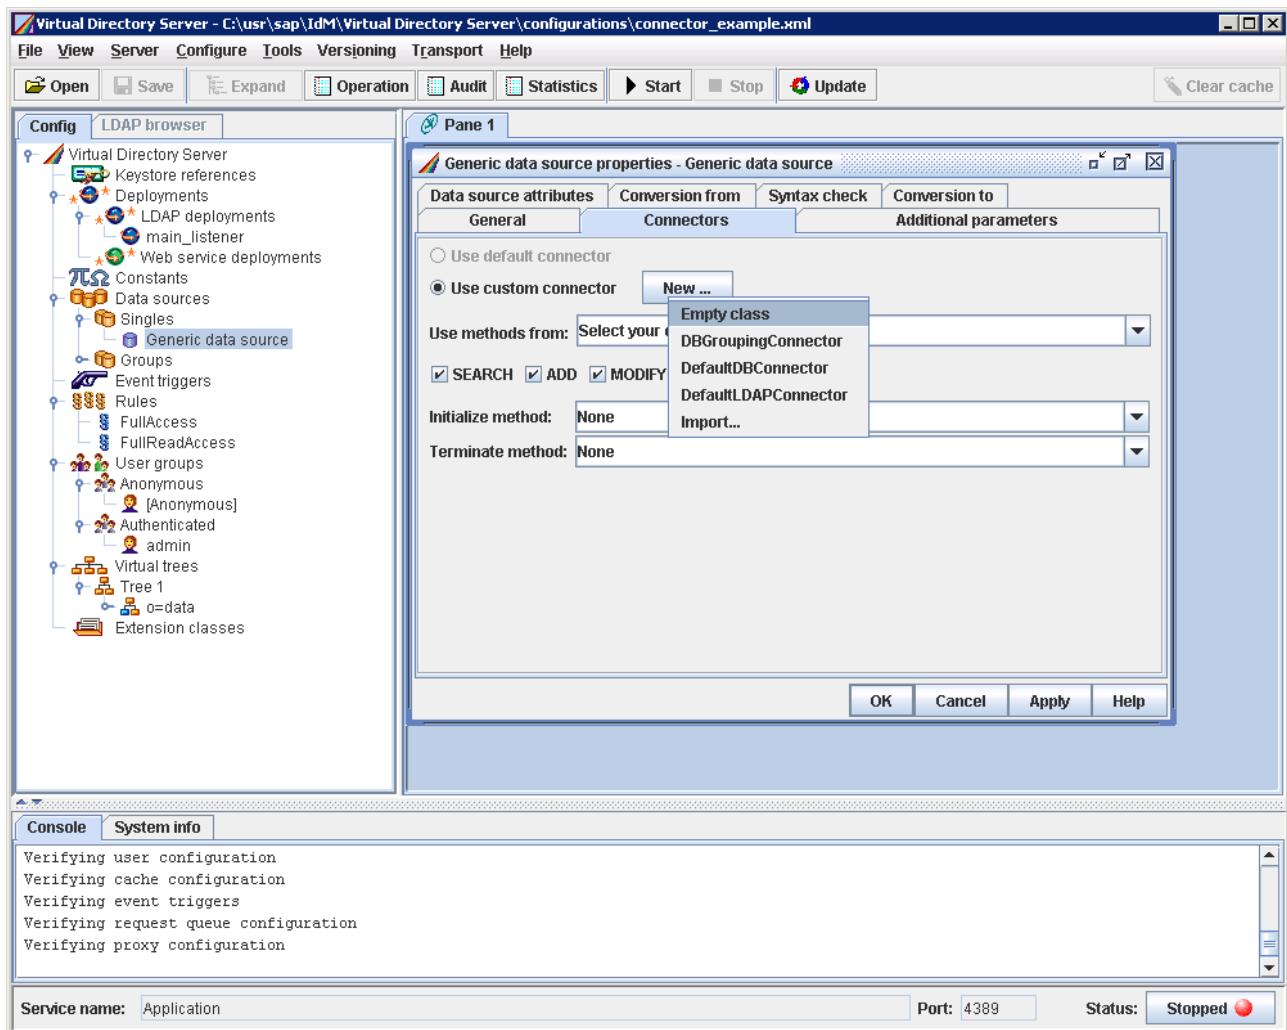 Virtual Directory Server - C:\usr\sap\IdM\Virtual Directory Server\configurations\connector_example.xml
File View Server Configure Tools Versioning Transport Help
Open Save Expand Operation Audit Statistics Start Stop Update Clear cache
Config LDAP browser
Virtual Directory Server
Keystore references
Deployments
LDAP deployments
main_listener
Web service deployments
Constants
Data sources
Singles
Generic data source
Groups
Event triggers
Rules
FullAccess
FullReadAccess
User groups
Anonymous
[Anonymous]
Authenticated
admin
Virtual trees
Tree 1
o=data
Extension classes
Pane 1
Generic data source properties - Generic data source
Data source attributes Conversion from Syntax check Conversion to
General Connectors Additional parameters
Use default connector
Use custom connector New ...
Empty class
DBGroupingConnector
DefaultDBConnector
DefaultLDAPConnector
Import...
Use methods from: Select your
SEARCH ADD MODIFY
Initialize method: None
Terminate method: None
OK Cancel Apply Help
Console System info
Verifying user configuration
Verifying cache configuration
Verifying event triggers
Verifying request queue configuration
Verifying proxy configuration
Service name: Application Port: 4389 Status: Stopped